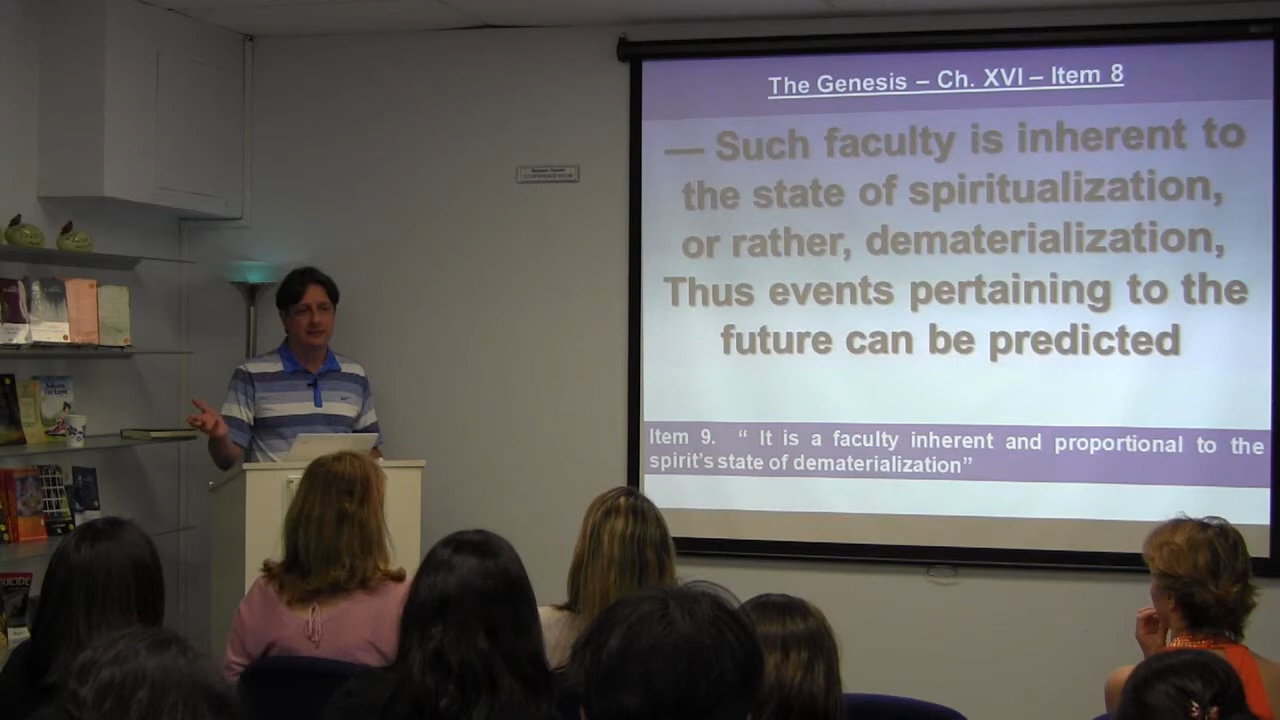 The Genesis – Ch. XVI – Item 8
— Such faculty is inherent to
the state of spiritualization,
or rather, dematerialization,
Thus events pertaining to the
future can be predicted
Item 9. “ It is a faculty inherent and proportional to the
spirit’s state of dematerialization”